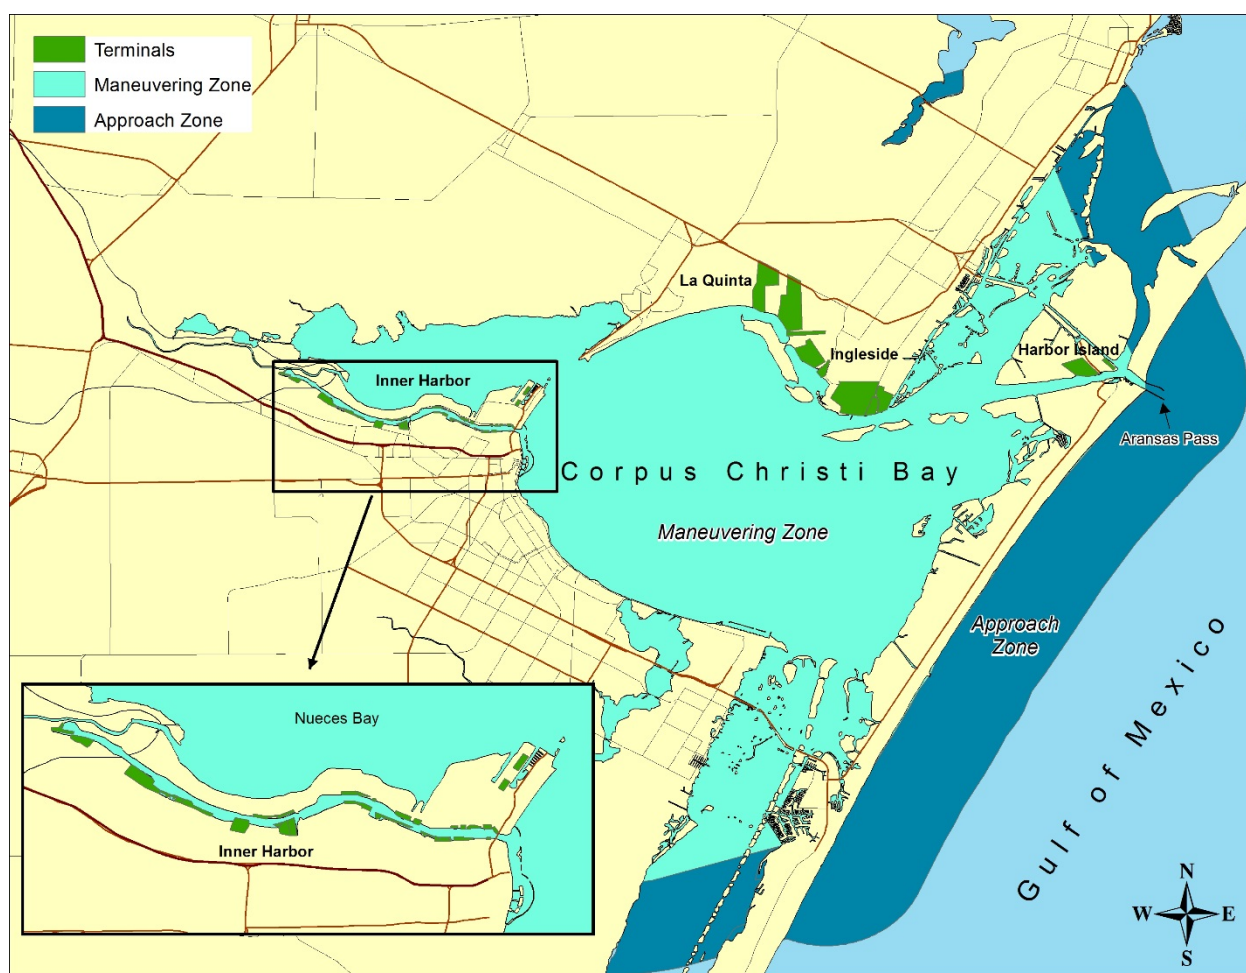 Terminals
Maneuvering Zone
Approach Zone
La Quinta
Ingleside
Harbor Island
Inner Harbor
Aransas Pass
Corpus Christi Bay
Maneuvering Zone
Approach
Zone
Gulf of Mexico
Nueces Bay
Inner Harbor
N
W E
S